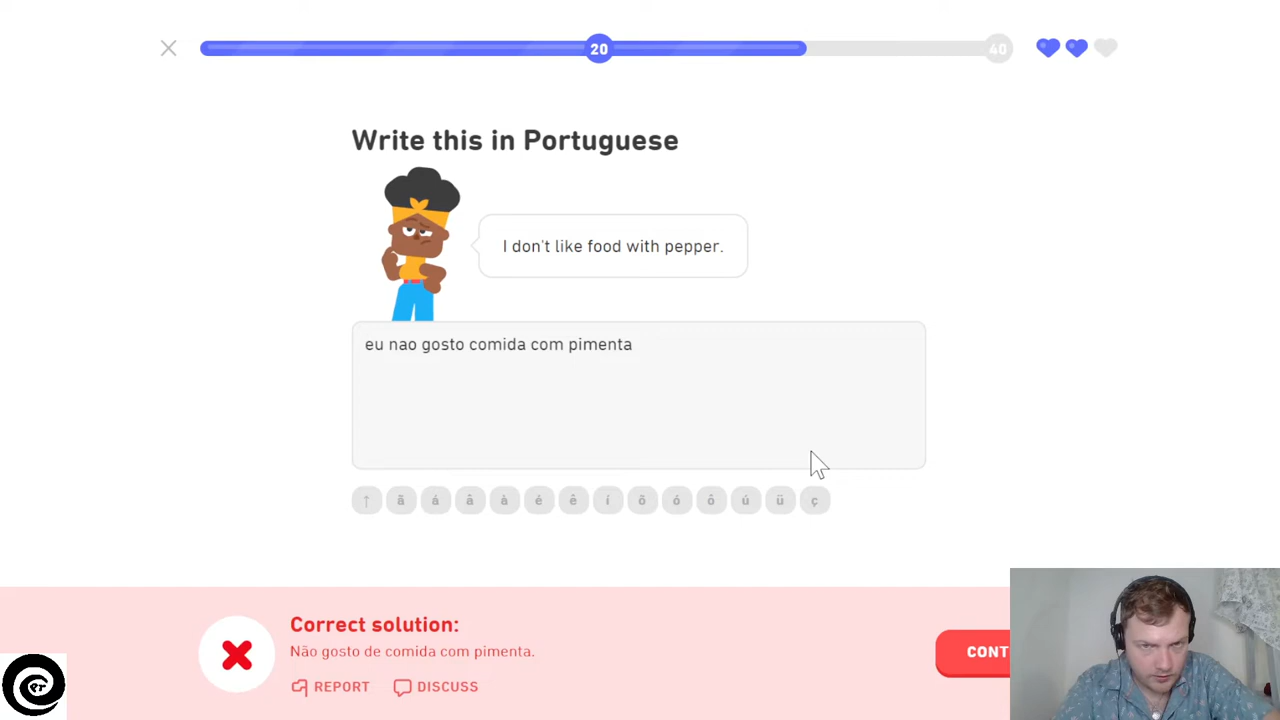 20
40
Write this in Portuguese
I don't like food with pepper.
eu nao gosto comida com pimenta
↑ ã á â à é ê í õ ó ô ú ü ç
Correct solution:
Não gosto de comida com pimenta.
REPORT
DISCUSS
CONT